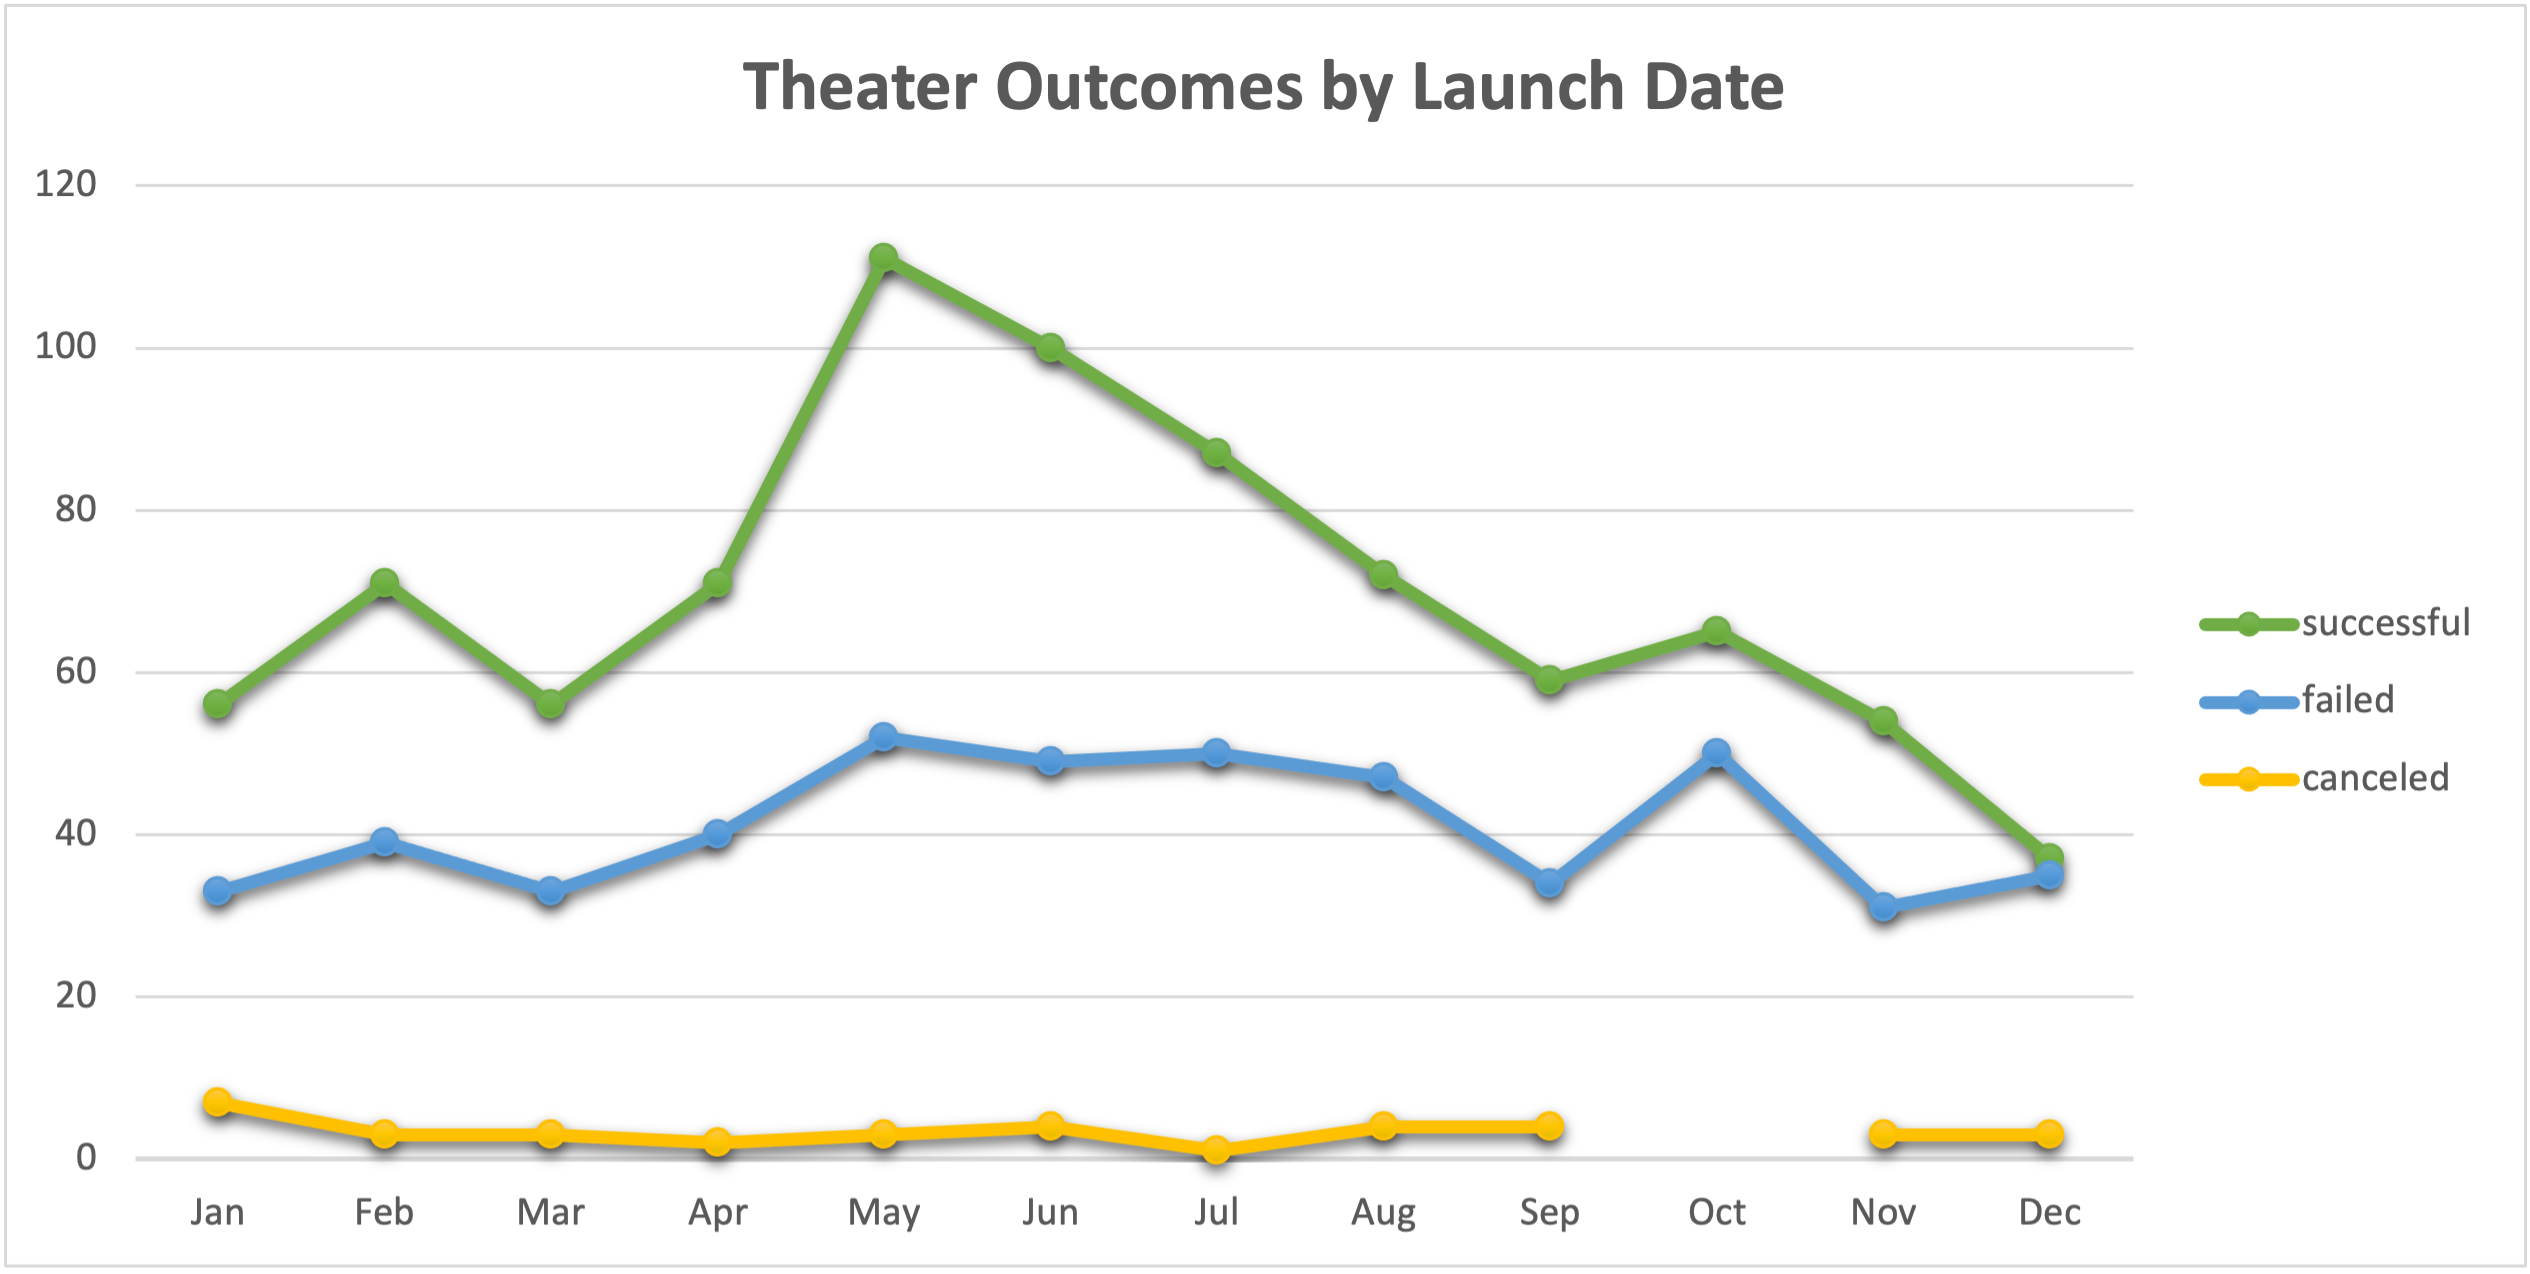 Theater Outcomes by Launch Date
120
100
80
60
40
20
0
Jan Feb Mar Apr May Jun Jul Aug Sep Oct Nov Dec
successful
failed
canceled